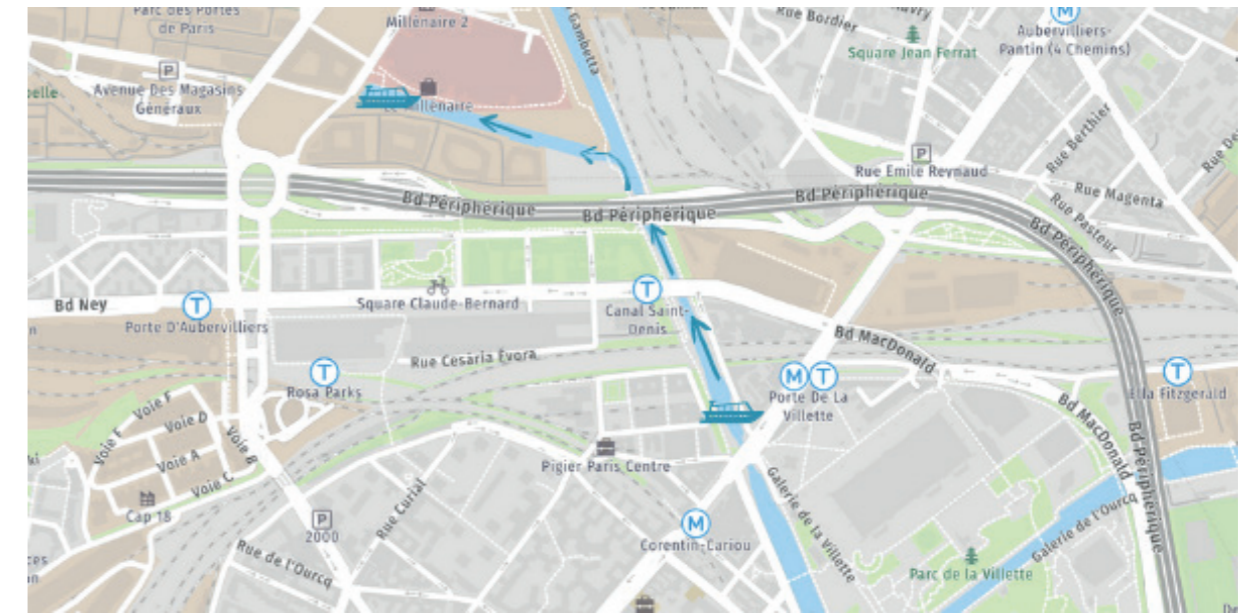 Parc des Portes
de Paris
Millénaire 2
Gambetta
Rue Bordier
M
Aubervilliers-
Pantin (4 Chemins)
Square Jean Ferrat
P
Avenue Des Magasins
Généraux
Rue Berthier
P
Rue Emile Reynaud
Rue Magenta
Rue Pasteur
Bd Périphérique
Bd Périphérique
Bd Périphérique
Bd Périphérique
Bd Ney
T
Porte D'Aubervilliers
Square Claude-Bernard
T
Canal Saint-
Denis
Bd MacDonald
Rue Cesària Évora
T
Rosa Parks
M T
Porte De La
Villette
T
Ella Fitzgerald
Voie F
Voie D
Voie F
Voie A
Voie B
Voie C
Bd MacDonald
Bd Périphérique
Pigier Paris Centre
Cap 18
P
2000
Rue Curial
Rue de l'Ourcq
M
Corentin-Cariou
Galerie de la Villette
Parc de la Villette
Galerie de l'Ourcq